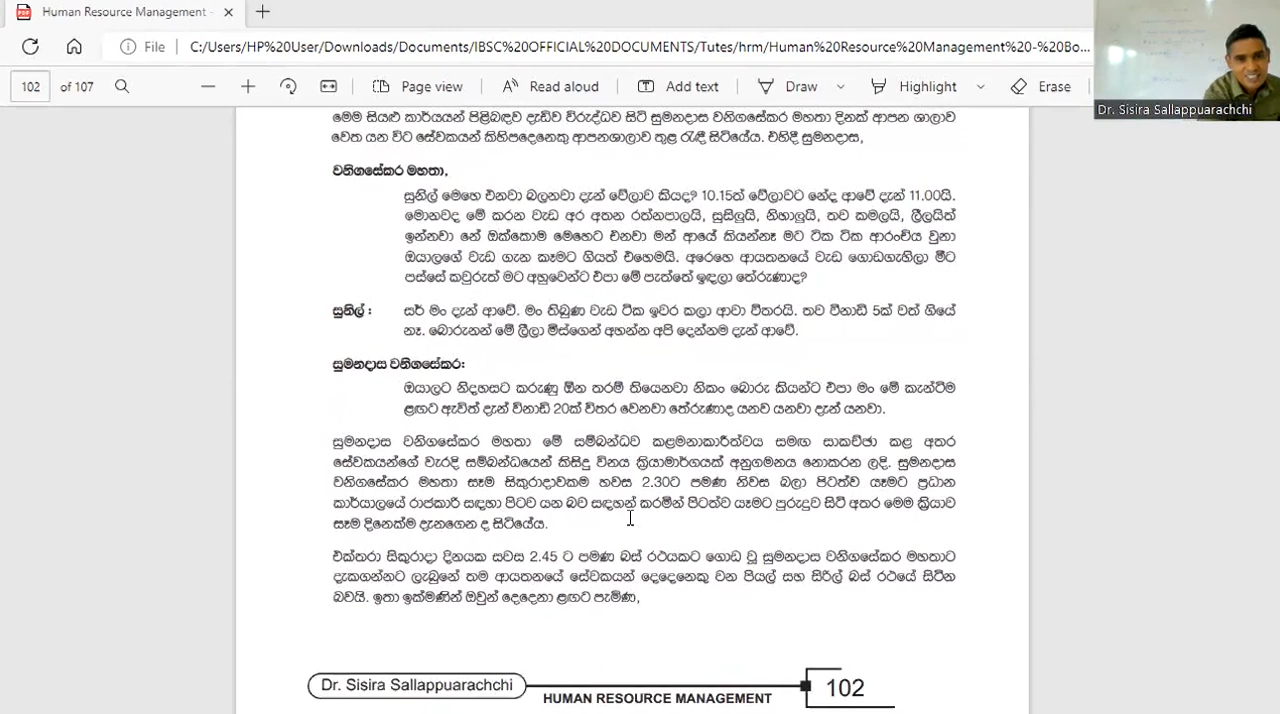 Human Resource Management -
File
C:/Users/HP%20User/Downloads/Documents/IBSC%20OFFICIAL%20DOCUMENTS/Tutes/hrm/Human%20Resource%20Management%20-%20Bo...
102 of 107
Page view
Read aloud
Add text
Draw
Highlight
Erase
Dr. Sisira Sallappuarachchi
මෙම සියළු කාර්යයන් පිළිබඳව දැඩිව විරුද්ධව සිටි සුමනදාස වනිගසේකර මහතා දිනක් ආපන ශාලාව
වෙත යන විට සේවකයන් කිහිපදෙනෙකු ආපනශාලාව තුළ රැඳී සිටියේය. එහිදී සුමනදාස,
වනිගසේකර මහතා,
සුනිල් මෙහෙ එනවා බලනවා දැන් වේලාව කියද? 10.15ත් වේලාවට නේද ආවේ දැන් 11.00යි.
මොනවද මේ කරන වැඩ අර අතන රත්නපාලයි, සුසිලුයි, නිහාලුයි, තව කමලයි, ලීලයිත්
ඉන්නවා නේ ඔක්කොම මෙහෙට එනවා මන් ආයේ කියන්නෑ මට ටික ටික ආරංචිය වුනා
ඔයාලගේ වැඩ ගැන කෑමට ගියත් එහෙමයි. අරෙහෙ ආයතනයේ වැඩ ගොඩගැහිලා මීට
පස්සේ කවුරුත් මට අහුවෙන්ට එපා මේ පැත්තේ ඉඳලා තේරුණාද?
සුනිල් : සර් මං දැන් ආවේ. මං තිබුණ වැඩ ටික ඉවර කලා ආවා විතරයි. තව විනාඩි 5ක් වත් ගියේ
නෑ. බොරුනන් මේ ලීලා මිස්ගෙන් අහන්න අපි දෙන්නම දැන් ආවේ.
සුමනදාස වනිගසේකර:
ඔයාලට නිදහසට කරුණු ඕන තරම් තියෙනවා නිකං බොරු කියන්ට එපා මං මේ කැන්ටිම
ළඟට ඇවිත් දැන් විනාඩි 20ක් විතර වෙනවා තේරුණාද යනව යනවා දැන් යනවා.
සුමනදාස වනිගසේකර මහතා මේ සම්බන්ධව කළමනාකාරීත්වය සමඟ සාකච්ඡා කළ අතර
සේවකයන්ගේ වැරදි සම්බන්ධයෙන් කිසිදු විනය ක්‍රියාමාර්ගයක් අනුගමනය නොකරන ලදි. සුමනදාස
වනිගසේකර මහතා සෑම සිකුරාදාවකම හවස 2.30ට පමණ නිවස බලා පිටත්ව යෑමට ප්‍රධාන
කාර්යාලයේ රාජකාරී සඳහා පිටව යන බව සඳහන් කරමින් පිටත්ව යෑමට පුරුදුව සිටි අතර මෙම ක්‍රියාව
සෑම දිනෙක්ම දැනගෙන ද සිටියේය.
එක්තරා සිකුරාදා දිනයක සවස 2.45 ට පමණ බස් රථයකට ගොඩ වූ සුමනදාස වනිගසේකර මහතාට
දැකගන්නට ලැබුනේ තම ආයතනයේ සේවකයන් දෙදෙනෙකු වන පියල් සහ සිරිල් බස් රථයේ සිටින
බවයි. ඉතා ඉක්මණින් ඔවුන් දෙදෙනා ළඟට පැමිණ,
Dr. Sisira Sallappuarachchi
HUMAN RESOURCE MANAGEMENT
102